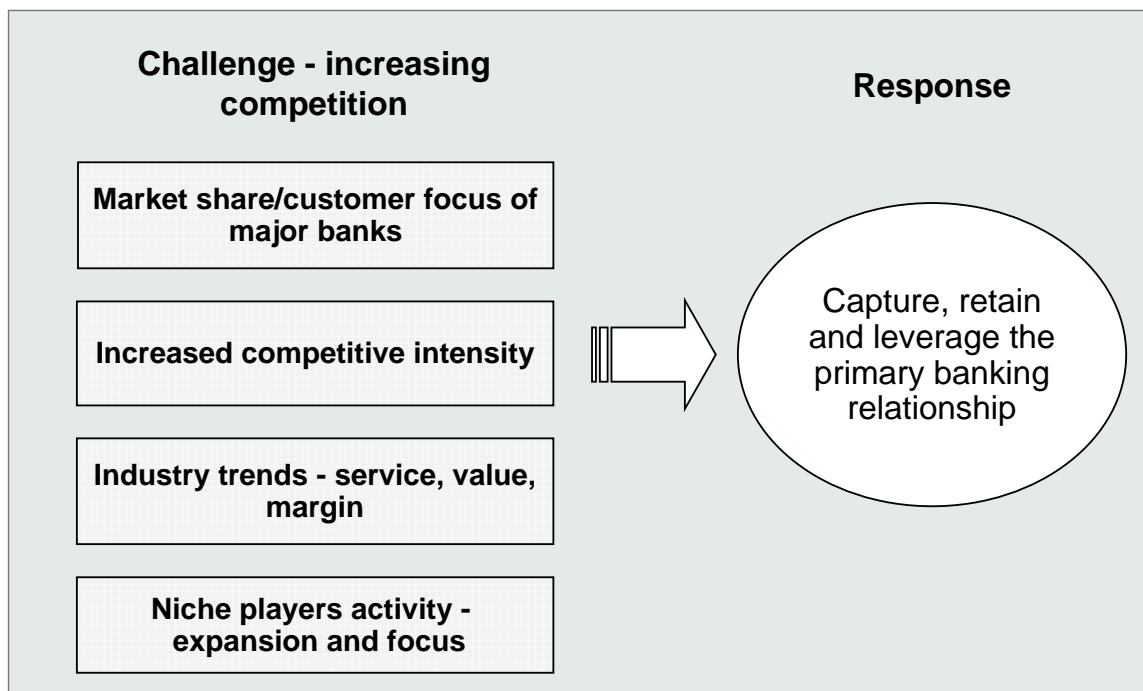 Challenge - increasing
competition
Response
Market share/customer focus of
major banks
Increased competitive intensity
Industry trends - service, value,
margin
Niche players activity -
expansion and focus
Capture, retain
and leverage the
primary banking
relationship